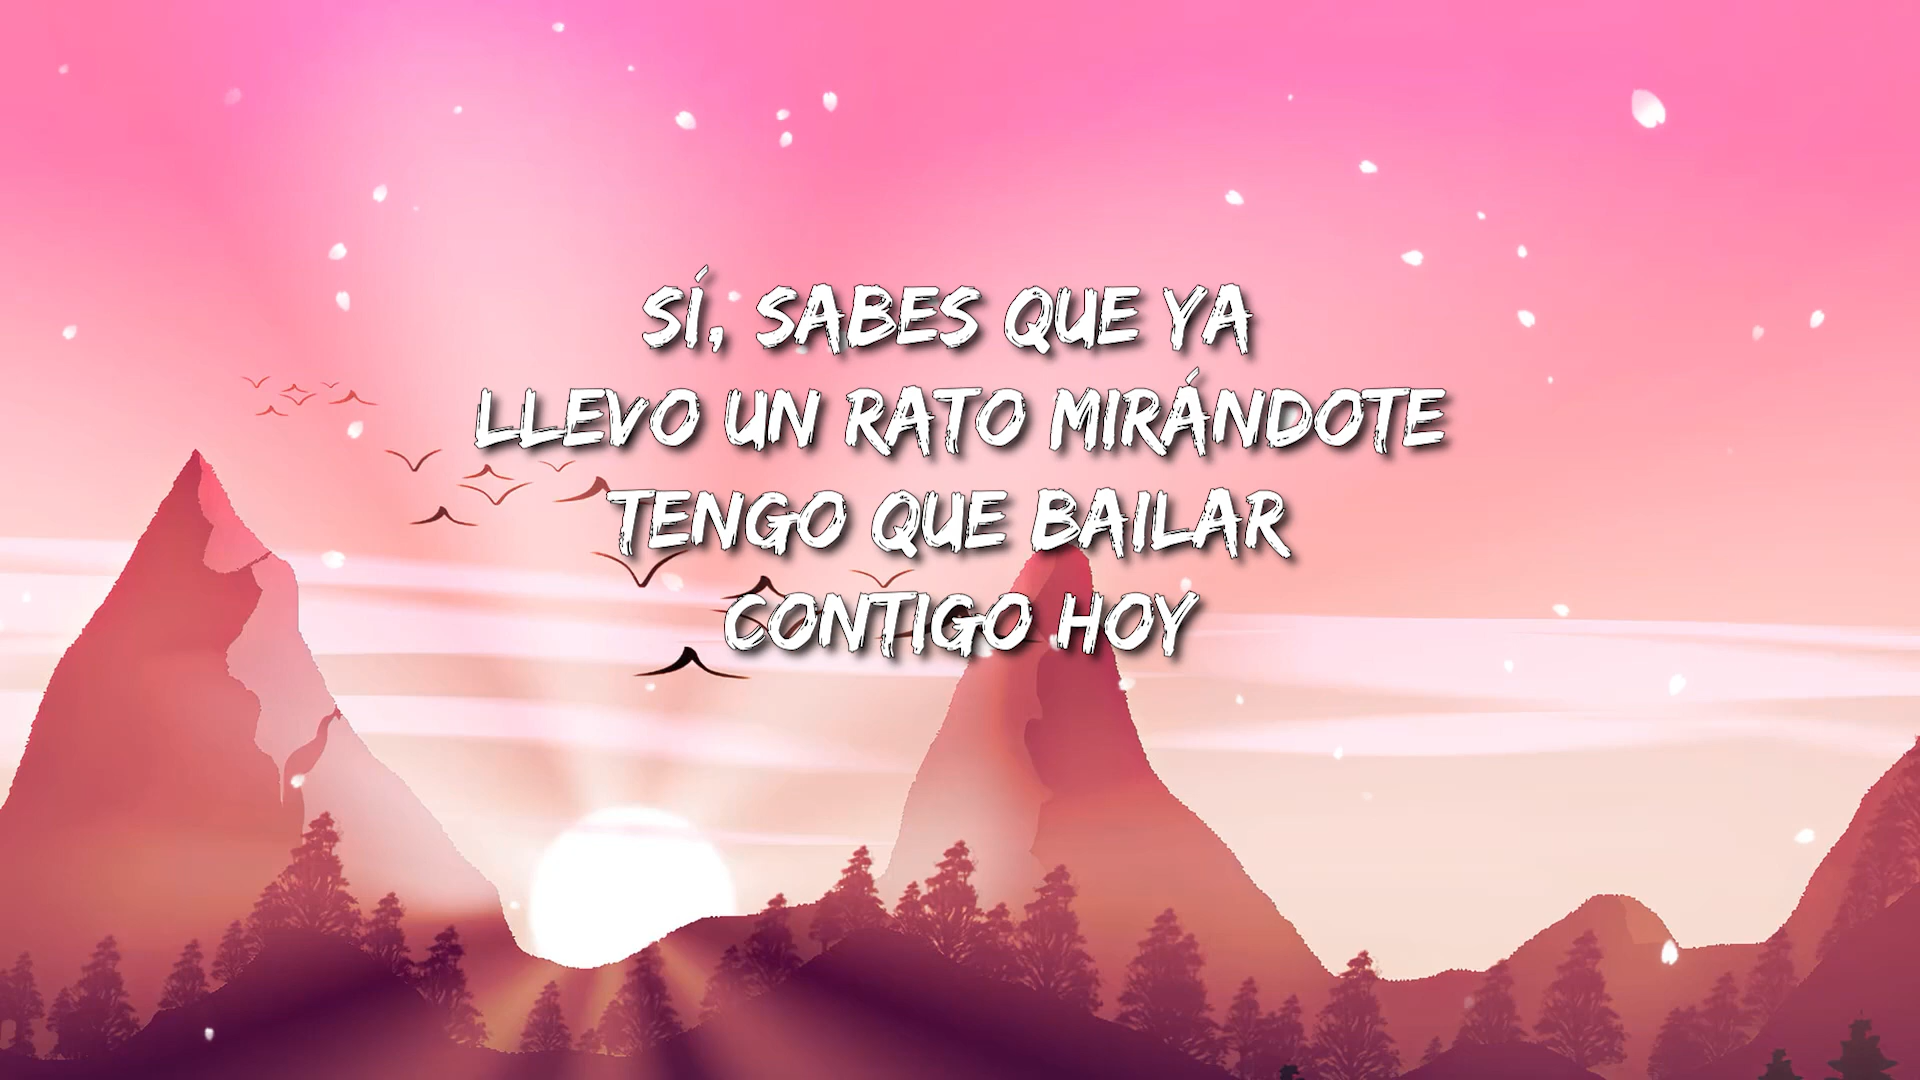 SÍ, SABES QUE YA
LLEVO UN RATO MIRÁNDOTE
TENGO QUE BAILAR
CONTIGO HOY